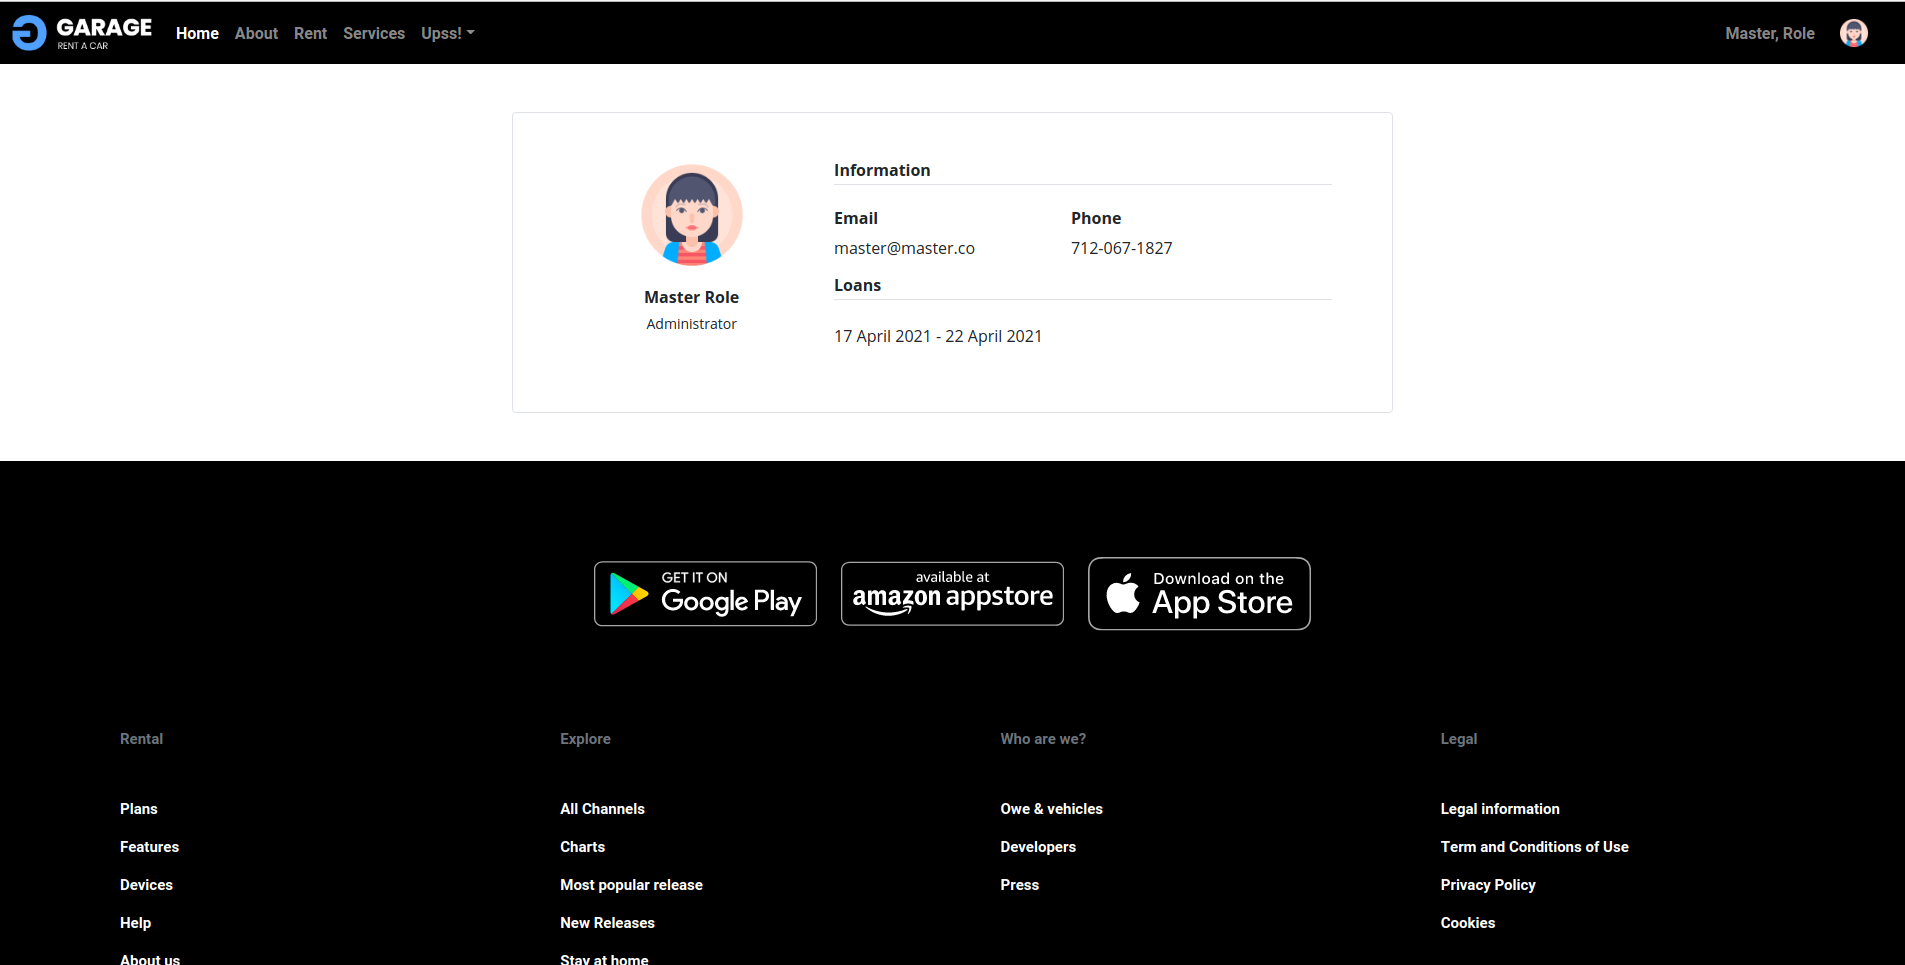 GARAGE
RENT A CAR
Home About Rent Services Upss!
Master, Role
Information
Email Phone
master@master.co 712-067-1827
Loans
17 April 2021 - 22 April 2021
Master Role
Administrator
GET IT ON
Google Play
available at
amazon appstore
Download on the
App Store
Rental
Plans
Features
Devices
Help
About us
Explore
All Channels
Charts
Most popular release
New Releases
Stay at home
Who are we?
Owe & vehicles
Developers
Press
Legal
Legal information
Term and Conditions of Use
Privacy Policy
Cookies